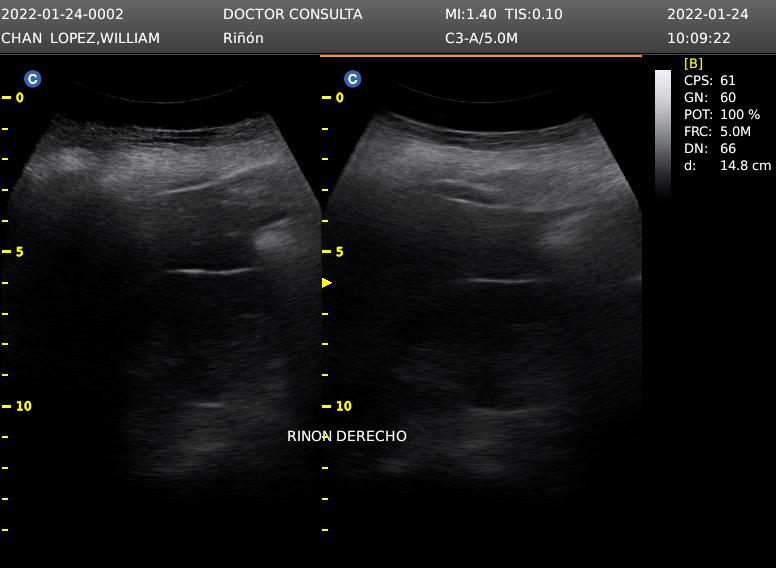 2022-01-24-0002 DOCTOR CONSULTA MI:1.40 TIS:0.10 2022-01-24
CHAN LOPEZ,WILLIAM Riñón C3-A/5.0M 10:09:22
C C
[B]
0 0
CPS: 61
GN: 60
POT: 100 %
FRC: 5.0M
DN: 66
d: 14.8 cm
5 5
10 10
RINON DERECHO